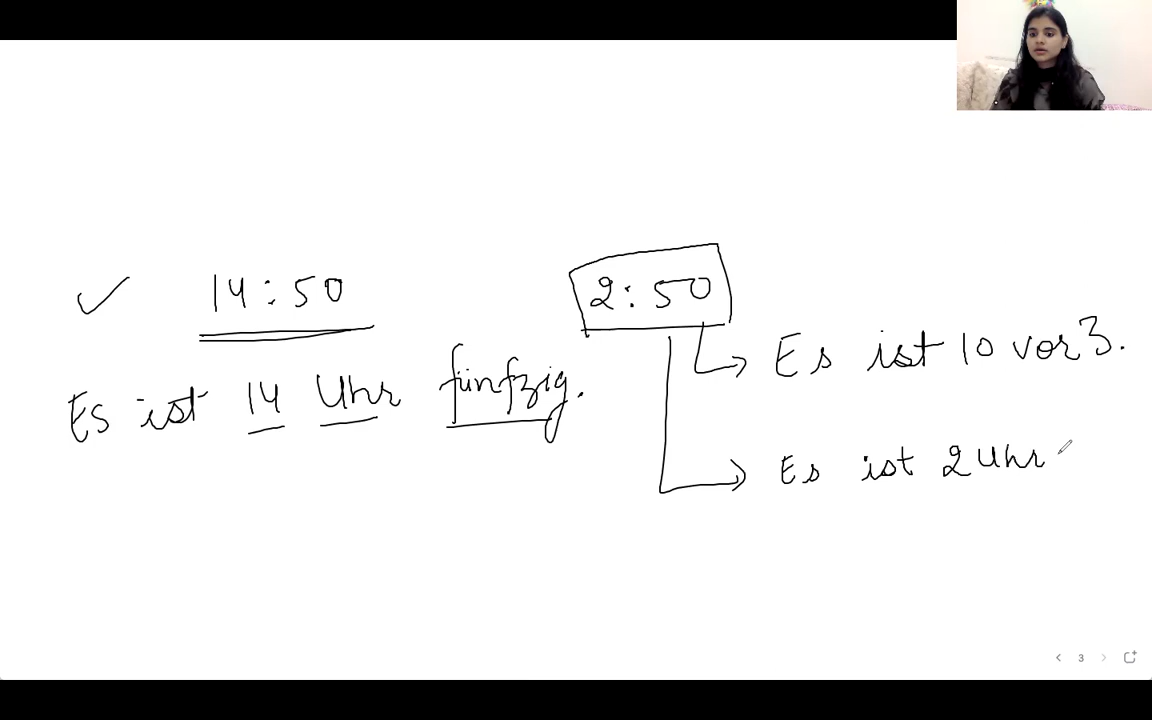 14:50
2:50
Es ist 10 vor 3.
Es ist 14 Uhr fünfzig.
Es ist 2 Uhr
3